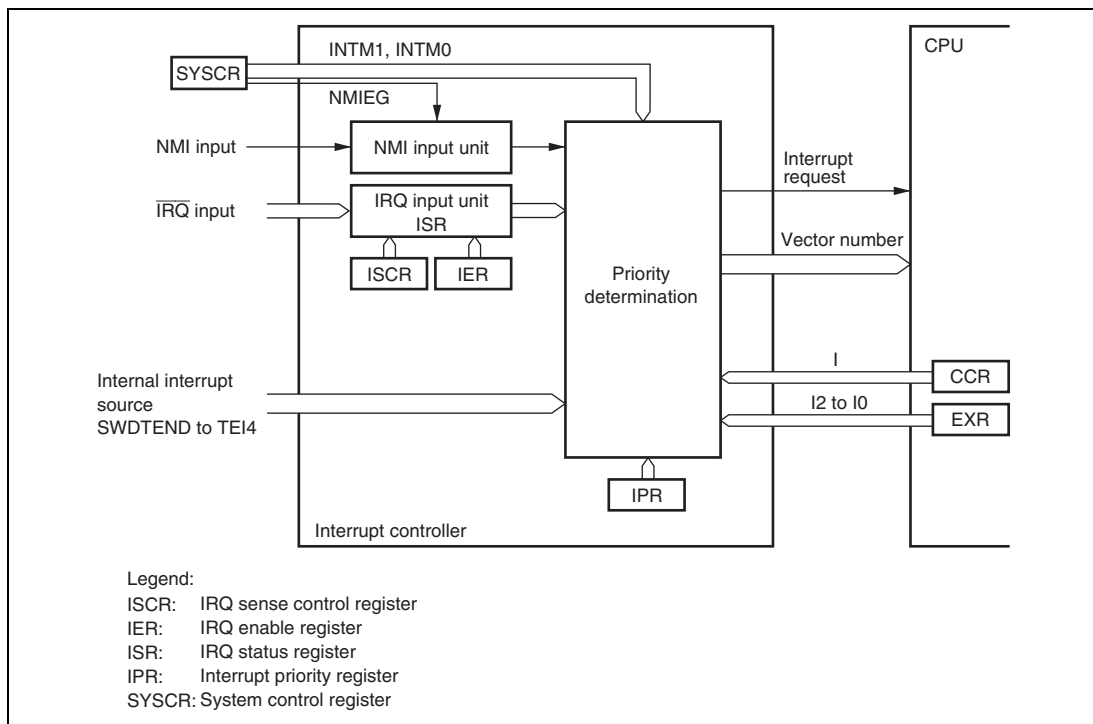 INTM1, INTM0
CPU
SYSCR
NMIEG
NMI input
NMI input unit
Interrupt
request
IRQ input
IRQ input unit
ISR
Vector number
ISCR
IER
Priority
determination
I
CCR
Internal interrupt
source
SWDTEND to TEI4
I2 to I0
EXR
IPR
Interrupt controller
Legend:
ISCR: IRQ sense control register
IER: IRQ enable register
ISR: IRQ status register
IPR: Interrupt priority register
SYSCR: System control register